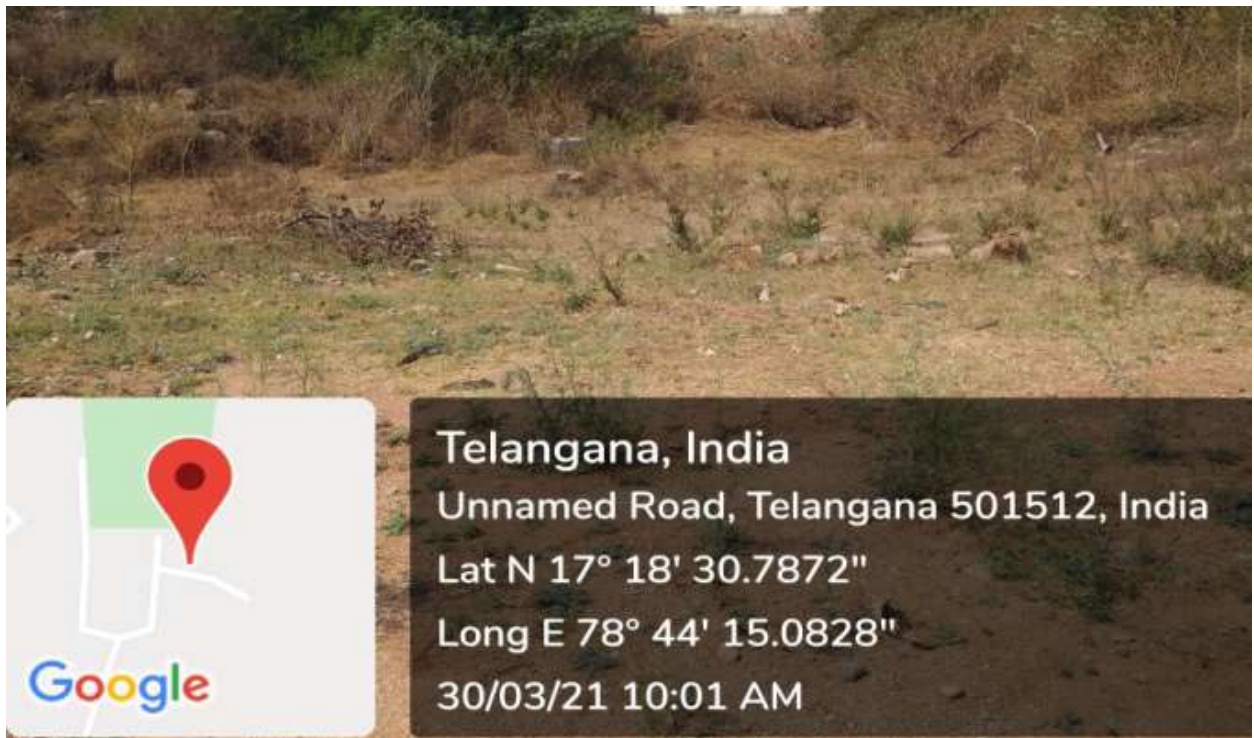 Telangana, India
Unnamed Road, Telangana 501512, India
Lat N 17° 18' 30.7872"
Long E 78° 44' 15.0828"
30/03/21 10:01 AM
Google